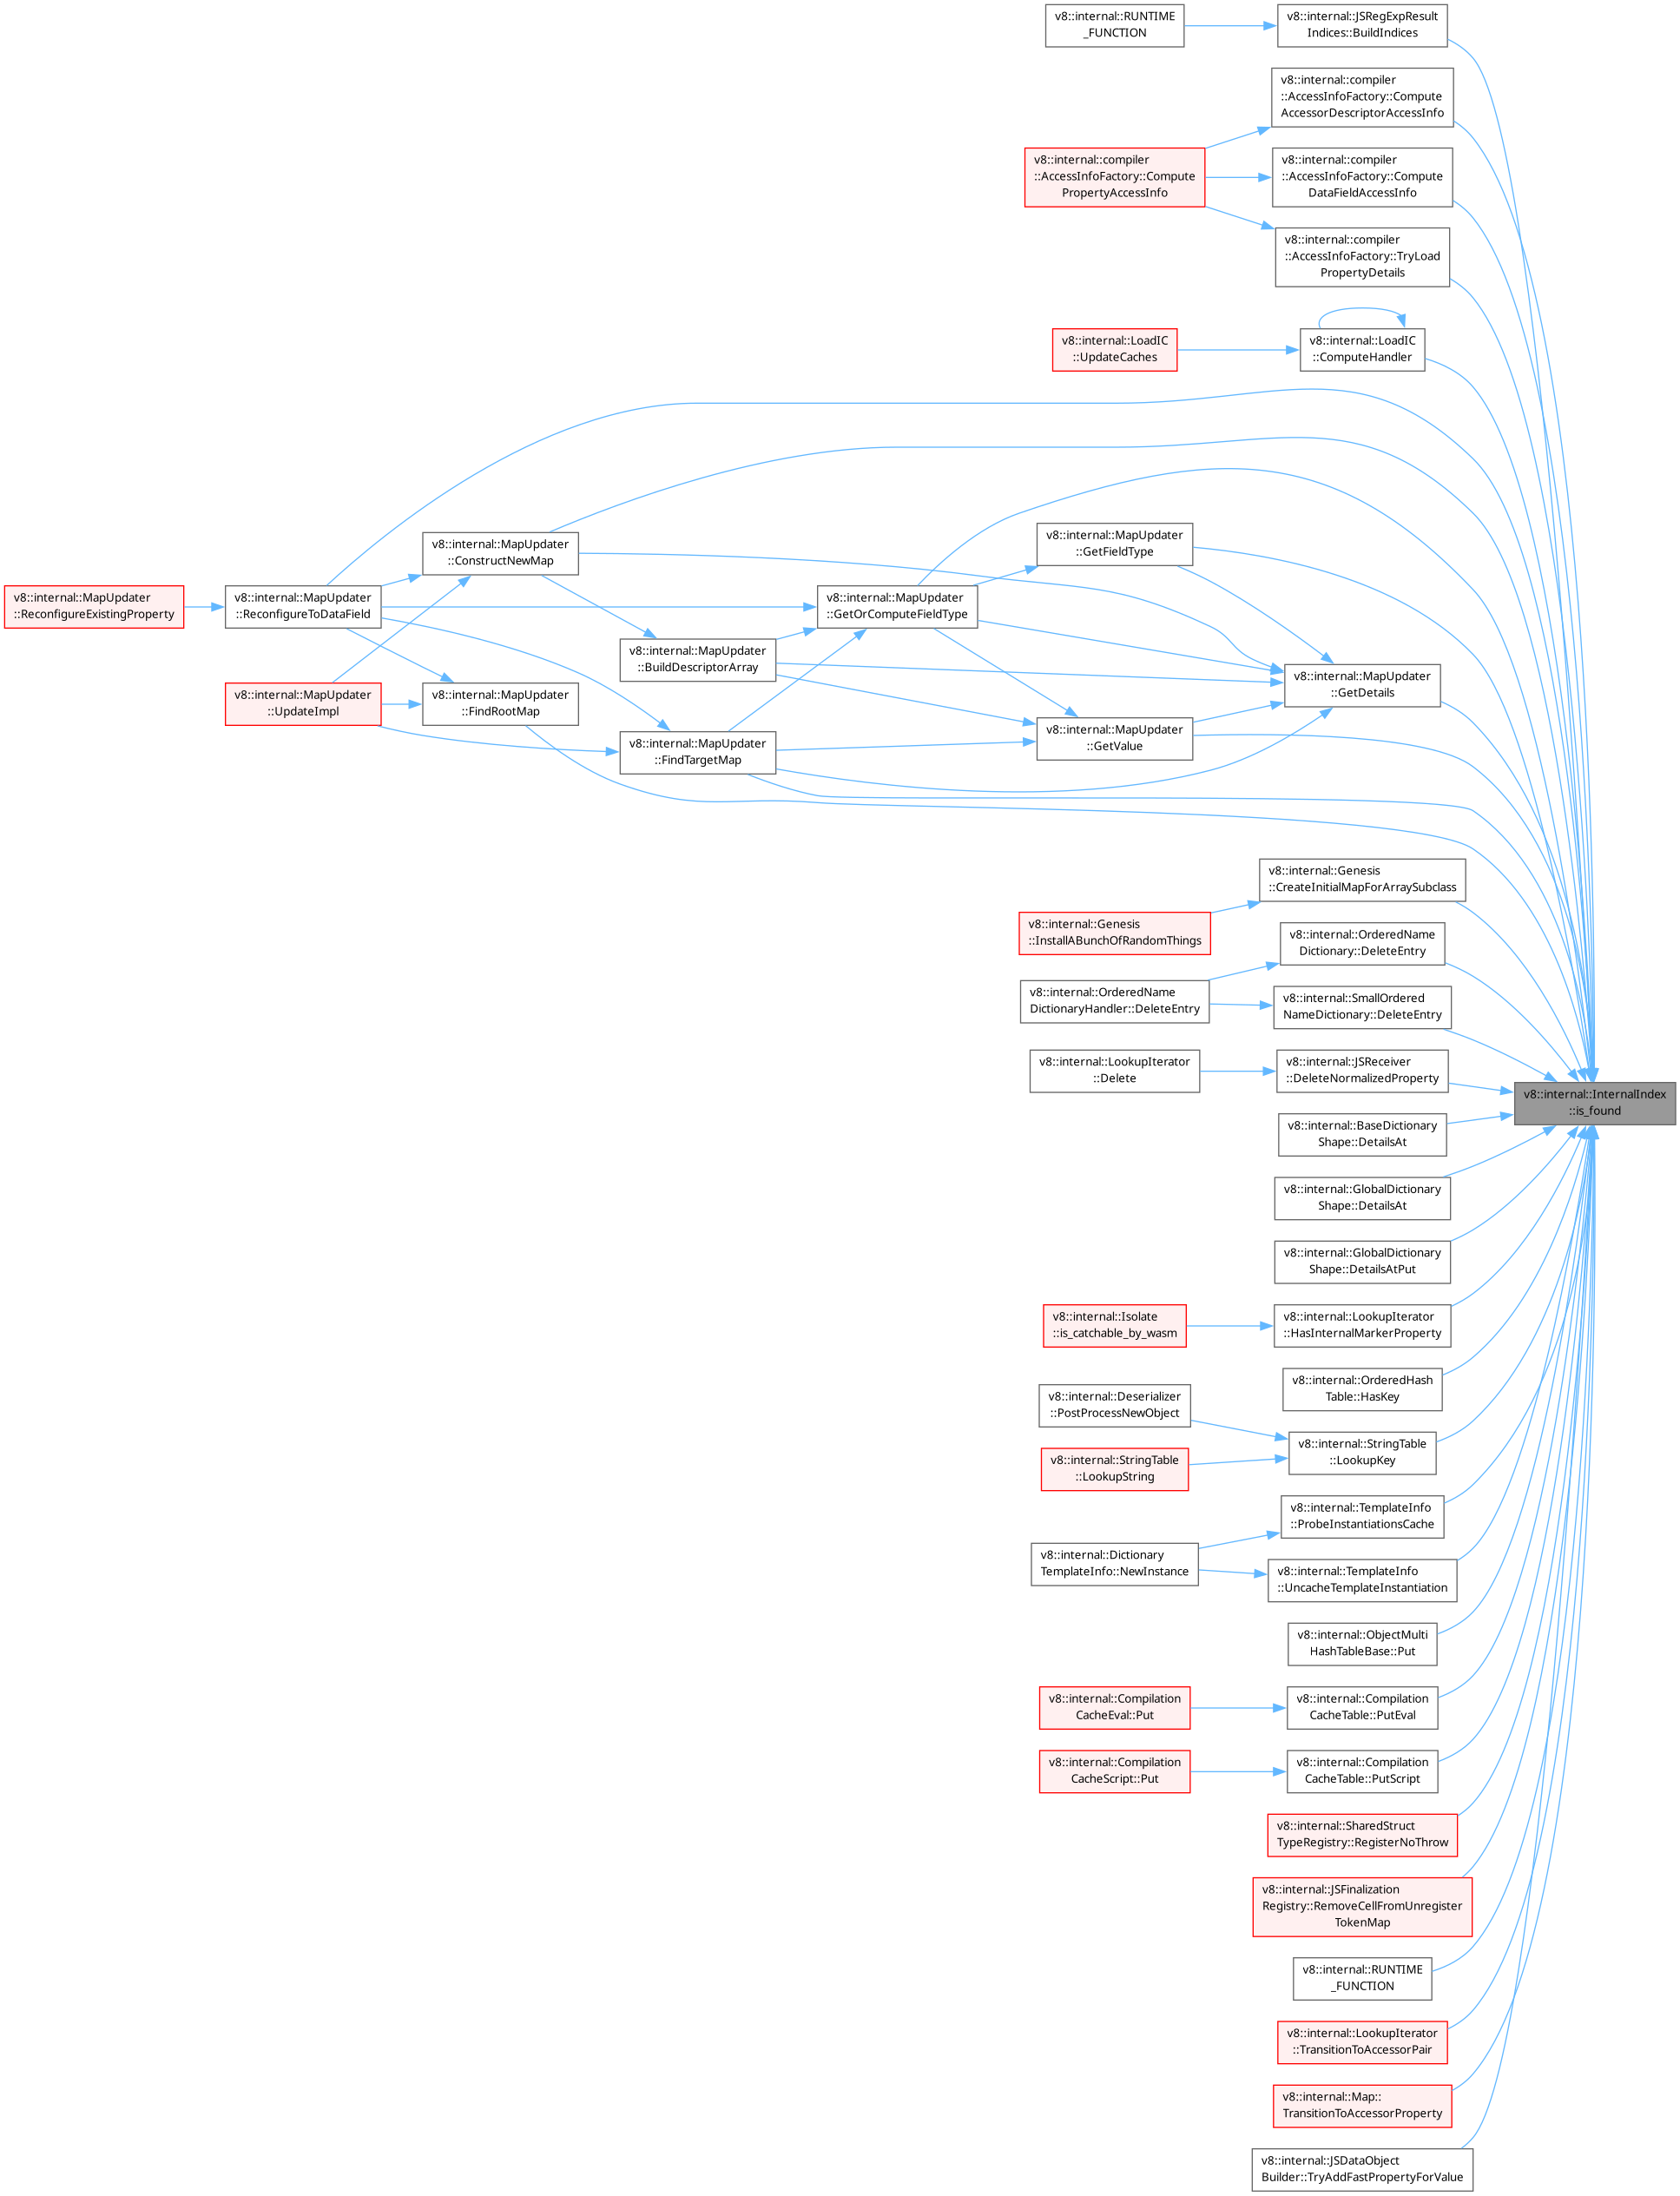 v8::internal::RUNTIME
_FUNCTION
v8::internal::JSRegExpResult
Indices::BuildIndices
v8::internal::compiler
::AccessInfoFactory::Compute
AccessorDescriptorAccessInfo
v8::internal::compiler
::AccessInfoFactory::Compute
PropertyAccessInfo
v8::internal::compiler
::AccessInfoFactory::Compute
DataFieldAccessInfo
v8::internal::compiler
::AccessInfoFactory::TryLoad
PropertyDetails
v8::internal::LoadIC
::UpdateCaches
v8::internal::LoadIC
::ComputeHandler
v8::internal::MapUpdater
::ReconfigureExistingProperty
v8::internal::MapUpdater
::ReconfigureToDataField
v8::internal::MapUpdater
::ConstructNewMap
v8::internal::MapUpdater
::GetOrComputeFieldType
v8::internal::MapUpdater
::GetFieldType
v8::internal::MapUpdater
::BuildDescriptorArray
v8::internal::MapUpdater
::GetDetails
v8::internal::MapUpdater
::UpdateImpl
v8::internal::MapUpdater
::FindRootMap
v8::internal::MapUpdater
::FindTargetMap
v8::internal::MapUpdater
::GetValue
v8::internal::Genesis
::CreateInitialMapForArraySubclass
v8::internal::Genesis
::InstallABunchOfRandomThings
v8::internal::OrderedName
Dictionary::DeleteEntry
v8::internal::OrderedName
DictionaryHandler::DeleteEntry
v8::internal::SmallOrdered
NameDictionary::DeleteEntry
v8::internal::LookupIterator
::Delete
v8::internal::JSReceiver
::DeleteNormalizedProperty
v8::internal::InternalIndex
::is_found
v8::internal::BaseDictionary
Shape::DetailsAt
v8::internal::GlobalDictionary
Shape::DetailsAt
v8::internal::GlobalDictionary
Shape::DetailsAtPut
v8::internal::Isolate
::is_catchable_by_wasm
v8::internal::LookupIterator
::HasInternalMarkerProperty
v8::internal::OrderedHash
Table::HasKey
v8::internal::Deserializer
::PostProcessNewObject
v8::internal::StringTable
::LookupString
v8::internal::StringTable
::LookupKey
v8::internal::TemplateInfo
::ProbeInstantiationsCache
v8::internal::Dictionary
TemplateInfo::NewInstance
v8::internal::TemplateInfo
::UncacheTemplateInstantiation
v8::internal::ObjectMulti
HashTableBase::Put
v8::internal::Compilation
CacheEval::Put
v8::internal::Compilation
CacheTable::PutEval
v8::internal::Compilation
CacheScript::Put
v8::internal::Compilation
CacheTable::PutScript
v8::internal::SharedStruct
TypeRegistry::RegisterNoThrow
v8::internal::JSFinalization
Registry::RemoveCellFromUnregister
TokenMap
v8::internal::RUNTIME
_FUNCTION
v8::internal::LookupIterator
::TransitionToAccessorPair
v8::internal::Map::
TransitionToAccessorProperty
v8::internal::JSDataObject
Builder::TryAddFastPropertyForValue